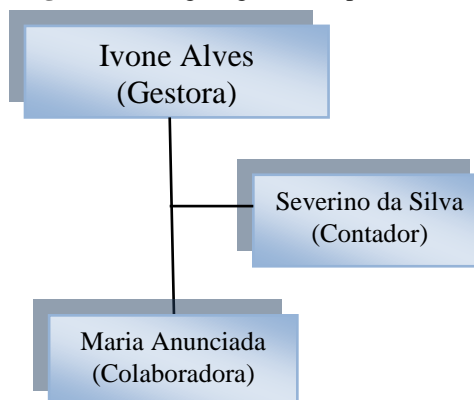 Ivone Alves
(Gestora)
Severino da Silva
(Contador)
Maria Anunciada
(Colaboradora)